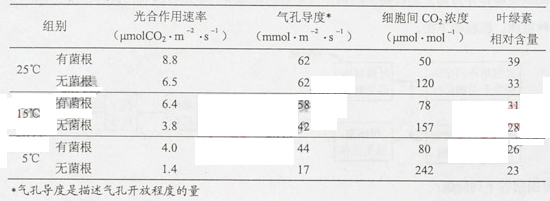 组别 光合作用速率 气孔导度* 细胞间CO₂浓度 叶绿素
(μmolCO₂·m⁻²·s⁻¹) (mmol·m⁻²·s⁻¹) (μmol·mol⁻¹) 相对含量
25℃ 有菌根 8.8 62 50 39
无菌根 6.5 62 120 33
15℃ 有菌根 6.4 58 78 31
无菌根 3.8 42 157 28
5℃ 有菌根 4.0 44 80 26
无菌根 1.4 17 242 23
*气孔导度是描述气孔开放程度的量